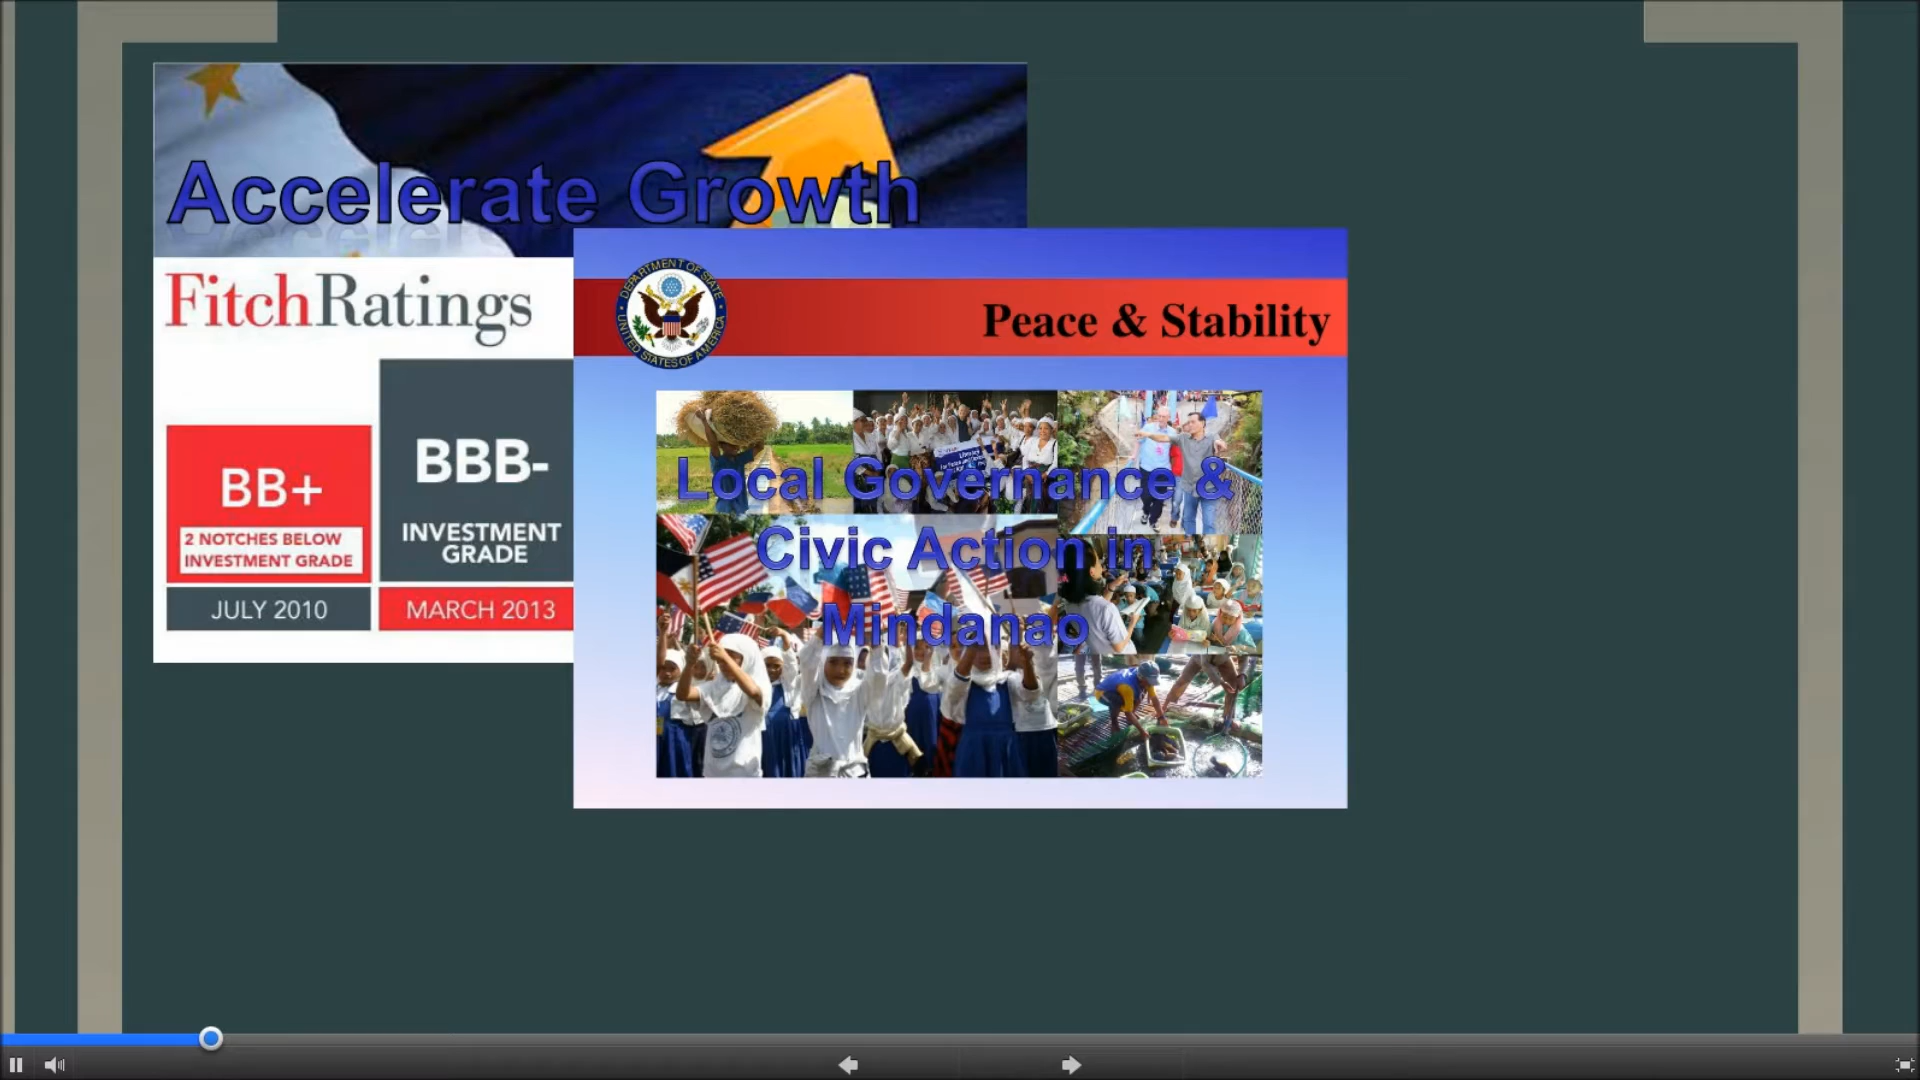 Accelerate Growth
FitchRatings
BB+
2 NOTCHES BELOW
INVESTMENT GRADE
JULY 2010
BBB-
INVESTMENT
GRADE
MARCH 2013
DEPARTMENT OF STATE
UNITED STATES OF AMERICA
Peace & Stability
Local Governance &
Civic Action in
Mindanao